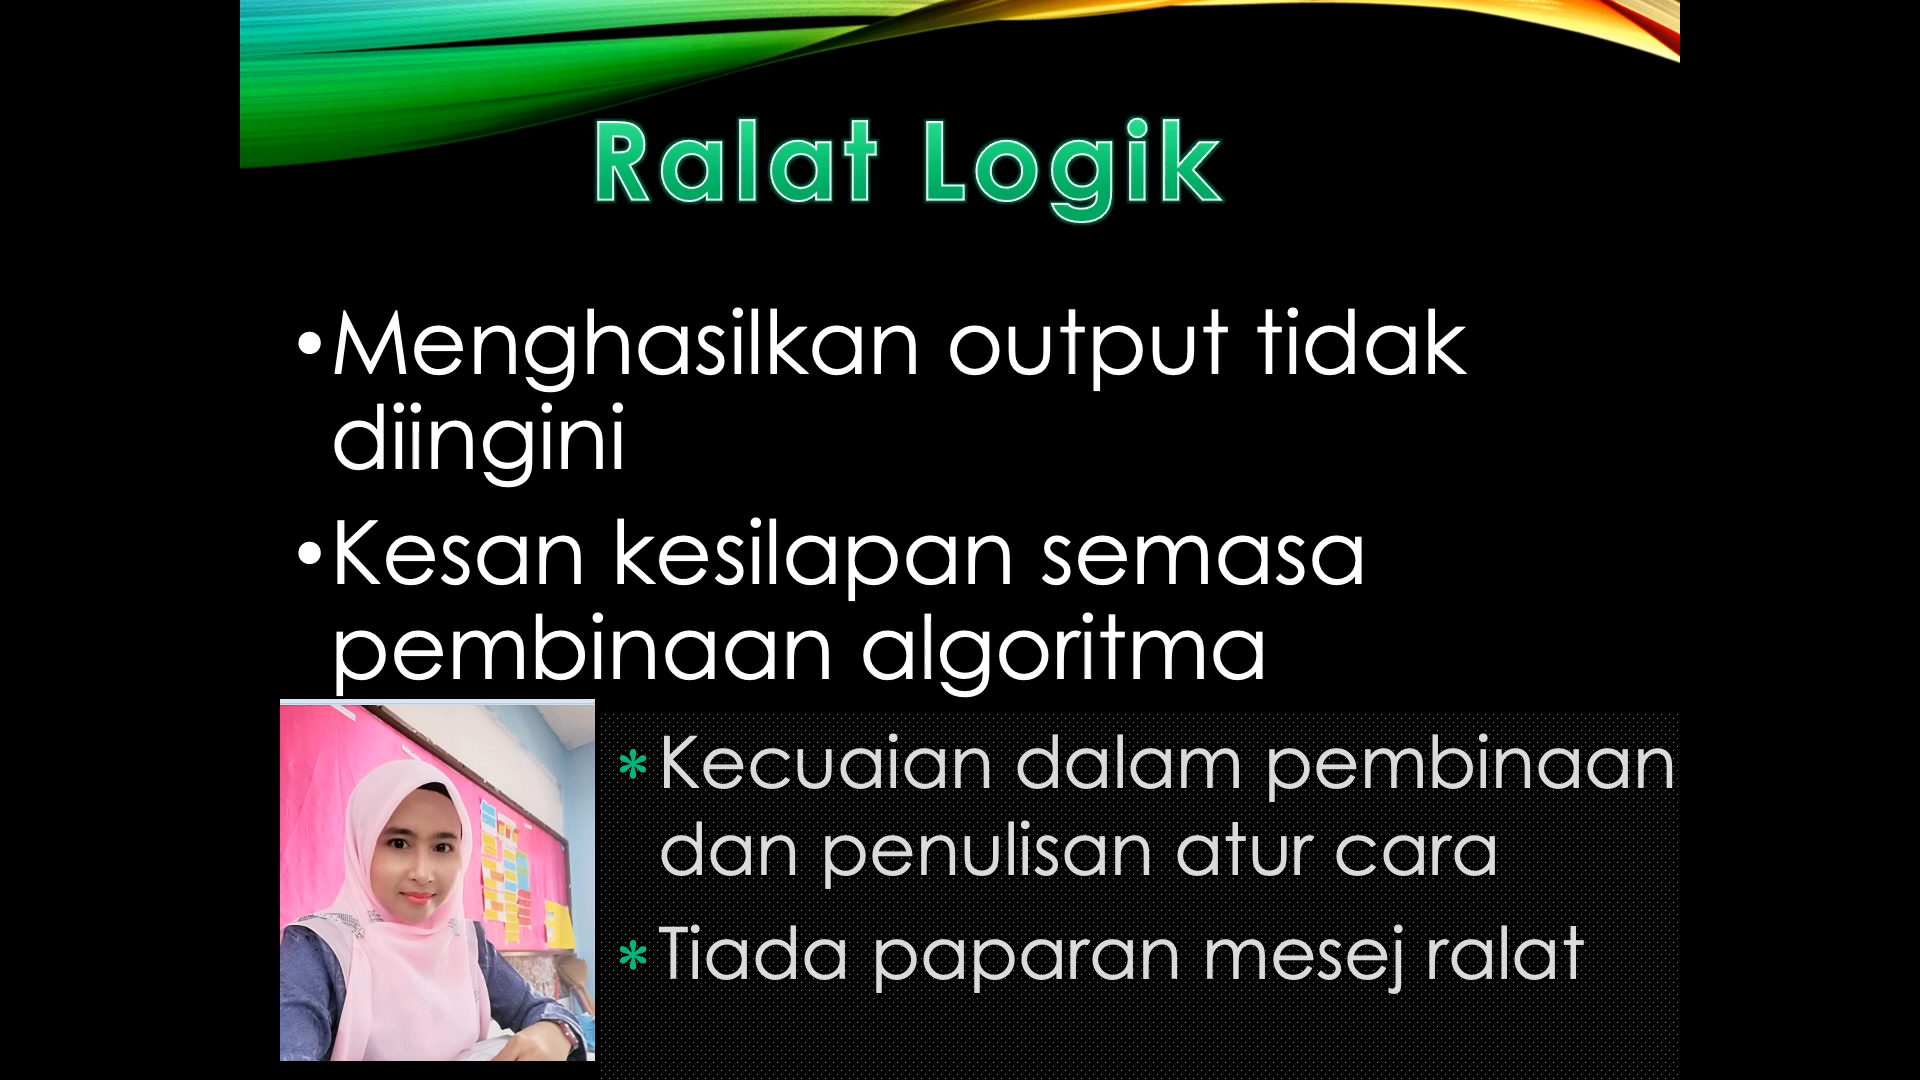 Ralat Logik
•Menghasilkan output tidak
diingini
•Kesan kesilapan semasa
pembinaan algoritma
*Kecuaian dalam pembinaan
dan penulisan atur cara
*Tiada paparan mesej ralat